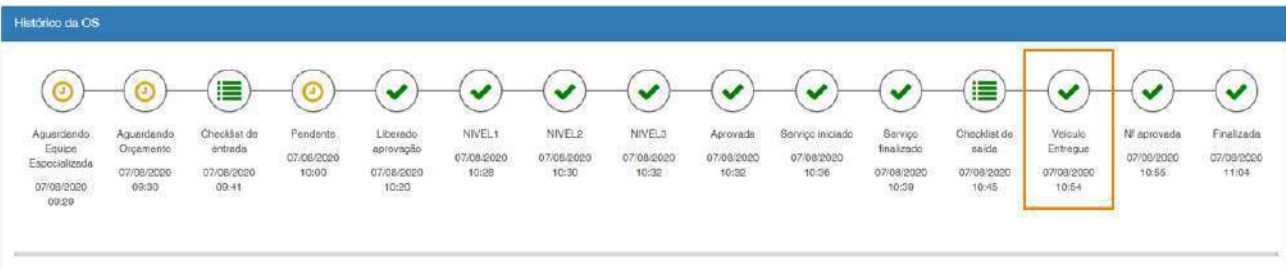 Histórico da OS
Aguardando
Equipe
Especializada
07/08/2020
09:29
Aguardando
Orçamento
07/08/2020
09:30
Checklist de
entrada
07/08/2020
09:41
Pendente
07/08/2020
10:00
Liberado
aprovação
07/08/2020
10:20
NIVEL1
07/08/2020
10:28
NIVEL2
07/08/2020
10:30
NIVEL3
07/08/2020
10:32
Aprovada
07/08/2020
10:32
Serviço iniciado
07/08/2020
10:36
Serviço
finalizado
07/08/2020
10:39
Checklist de
saída
07/08/2020
10:45
Veículo
Entregue
07/08/2020
10:54
Nf aprovada
07/08/2020
10:55
Finalizada
07/08/2020
11:04